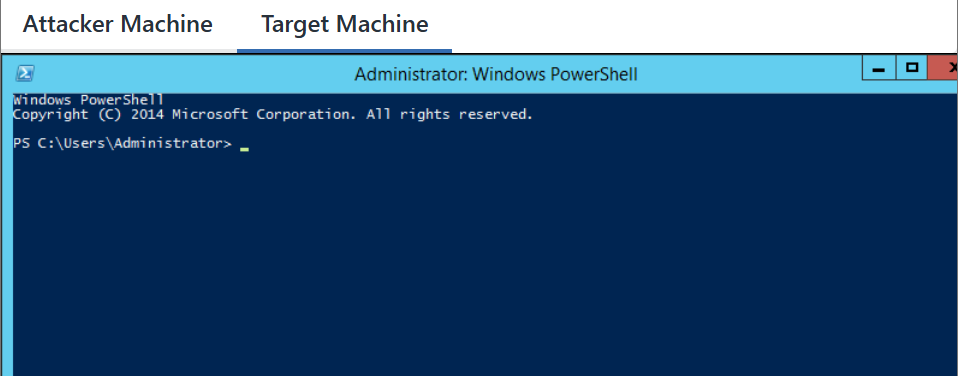 Attacker Machine Target Machine
Administrator: Windows PowerShell
Windows PowerShell
Copyright (C) 2014 Microsoft Corporation. All rights reserved.
PS C:\Users\Administrator>